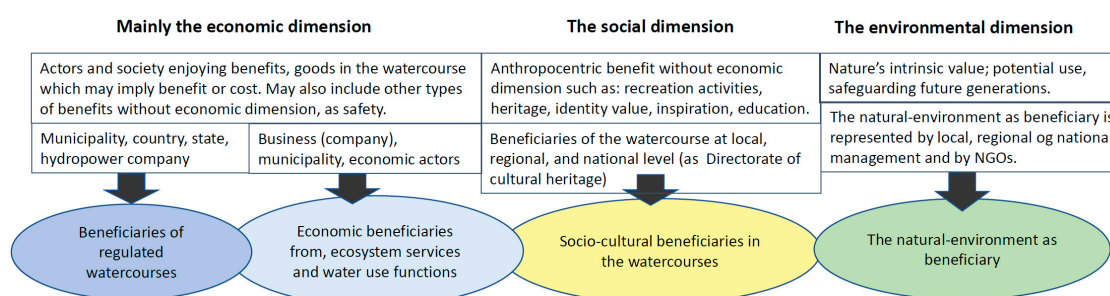 Mainly the economic dimension
The social dimension
The environmental dimension
Actors and society enjoying benefits, goods in the watercourse
which may imply benefit or cost. May also include other types
of benefits without economic dimension, as safety.
Municipality, country, state,
hydropower company
Business (company),
municipality, economic actors
Anthropocentric benefit without economic
dimension such as: recreation activities,
heritage, identity value, inspiration, education.
Beneficiaries of the watercourse at local,
regional, and national level (as Directorate of
cultural heritage)
Nature’s intrinsic value; potential use,
safeguarding future generations.
The natural-environment as beneficiary is
represented by local, regional og national
management and by NGOs.
Beneficiaries of
regulated
watercourses
Economic beneficiaries
from, ecosystem services
and water use functions
Socio-cultural beneficiaries in
the watercourses
The natural-environment as
beneficiary